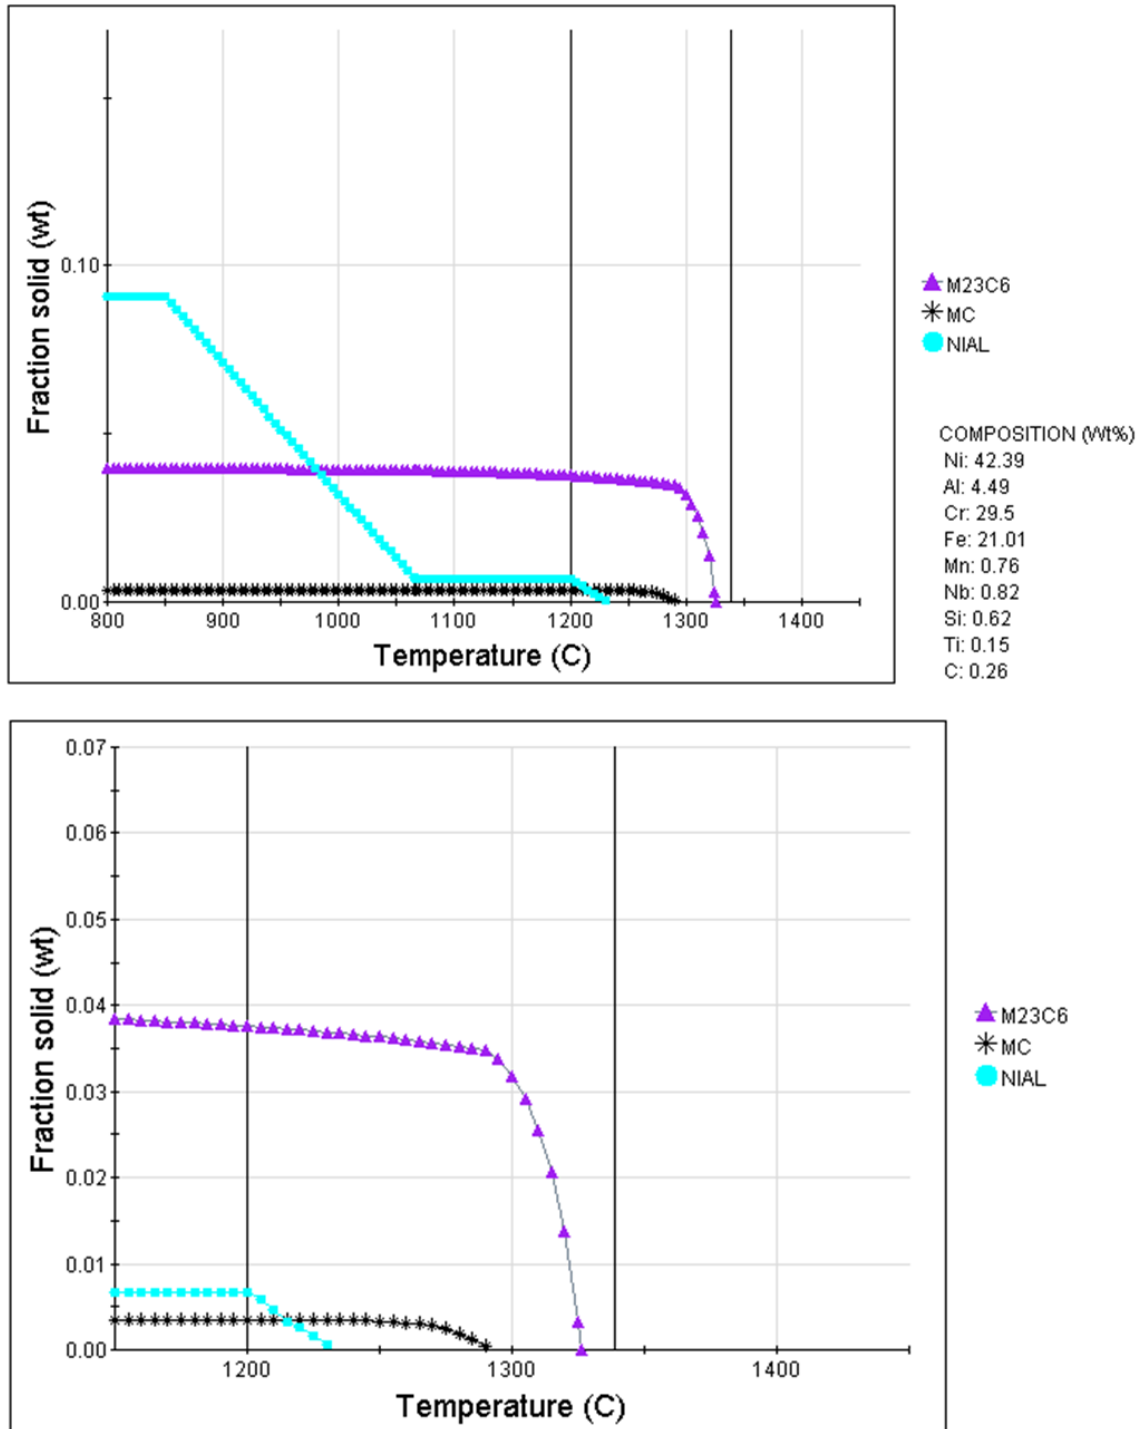 Fraction solid (wt)
0.10
0.00
800 900 1000 1100 1200 1300 1400
Temperature (C)
M23C6
MC
NIAL
COMPOSITION (Wt%)
Ni: 42.39
Al: 4.49
Cr: 29.5
Fe: 21.01
Mn: 0.76
Nb: 0.82
Si: 0.62
Ti: 0.15
C: 0.26
Fraction solid (wt)
0.07
0.06
0.05
0.04
0.03
0.02
0.01
0.00
1200 1300 1400
Temperature (C)
M23C6
MC
NIAL